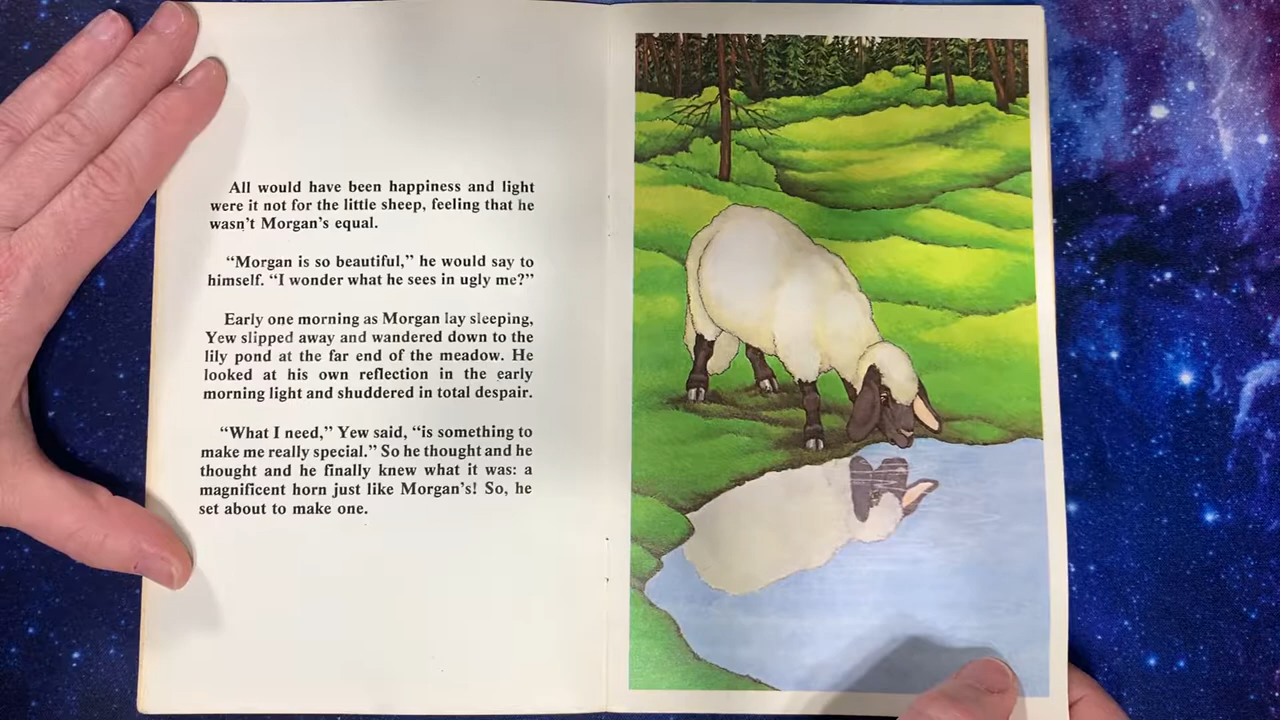 All would have been happiness and light
were it not for the little sheep, feeling that he
wasn't Morgan's equal.
“Morgan is so beautiful,” he would say to
himself. “I wonder what he sees in ugly me?”
Early one morning as Morgan lay sleeping,
Yew slipped away and wandered down to the
lily pond at the far end of the meadow. He
looked at his own reflection in the early
morning light and shuddered in total despair.
“What I need,” Yew said, “is something to
make me really special.” So he thought and he
thought and he finally knew what it was: a
magnificent horn just like Morgan's! So, he
set about to make one.